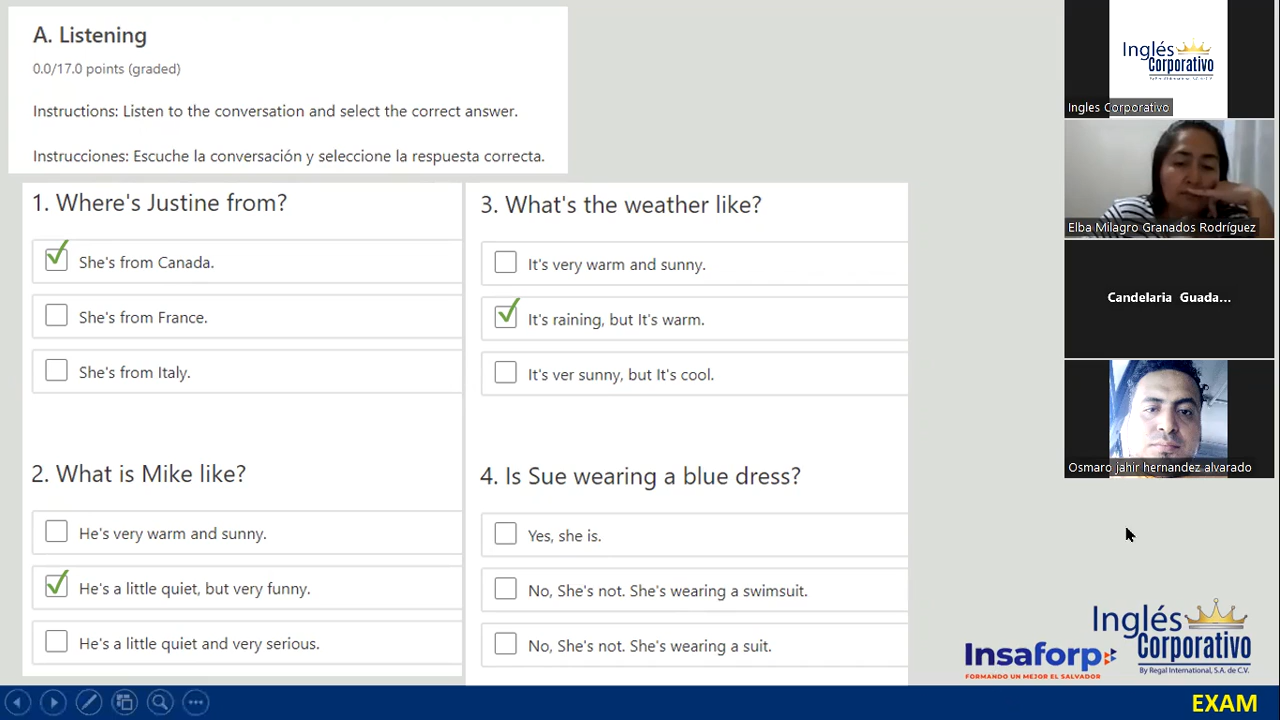 A. Listening
0.0/17.0 points (graded)
Instructions: Listen to the conversation and select the correct answer.
Instrucciones: Escuche la conversación y seleccione la respuesta correcta.
1. Where's Justine from?
She's from Canada.
She's from France.
She's from Italy.
2. What is Mike like?
He's very warm and sunny.
He's a little quiet, but very funny.
He's a little quiet and very serious.
3. What's the weather like?
It's very warm and sunny.
It's raining, but It's warm.
It's ver sunny, but It's cool.
4. Is Sue wearing a blue dress?
Yes, she is.
No, She's not. She's wearing a swimsuit.
No, She's not. She's wearing a suit.
Inglés
Corporativo
Ingles Corporativo
Elba Milagro Granados Rodríguez
Candelaria Guada...
Osmaro jahir hernandez alvarado
Insaforp
FORMANDO UN MEJOR EL SALVADOR
Inglés
Corporativo
By Regal International, S.A. de C.V.
EXAM